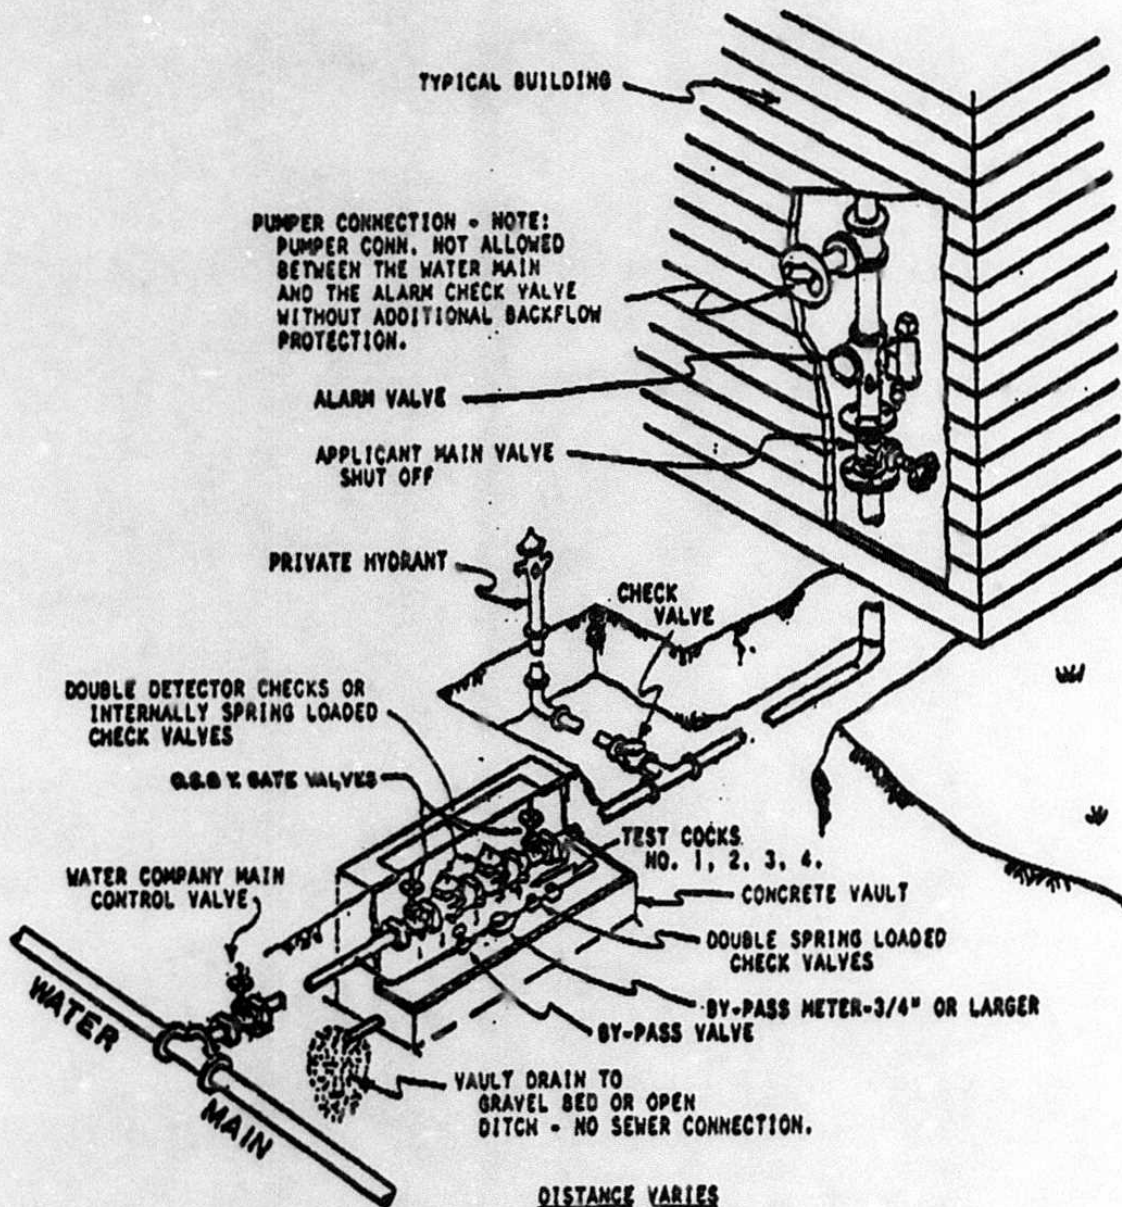 TYPICAL BUILDING
PUMPER CONNECTION - NOTE:
PUMPER CONN. NOT ALLOWED
BETWEEN THE WATER MAIN
AND THE ALARM CHECK VALVE
WITHOUT ADDITIONAL BACKFLOW
PROTECTION.
ALARM VALVE
APPLICANT MAIN VALVE
SHUT OFF
PRIVATE HYDRANT
CHECK
VALVE
DOUBLE DETECTOR CHECKS OR
INTERNALLY SPRING LOADED
CHECK VALVES
O.S.& Y. GATE VALVES
TEST COCKS
NO. 1, 2, 3, 4.
WATER COMPANY MAIN
CONTROL VALVE
CONCRETE VAULT
DOUBLE SPRING LOADED
CHECK VALVES
BY-PASS METER-3/4" OR LARGER
BY-PASS VALVE
WATER
MAIN
VAULT DRAIN TO
GRAVEL BED OR OPEN
DITCH - NO SEWER CONNECTION.
DISTANCE VARIES